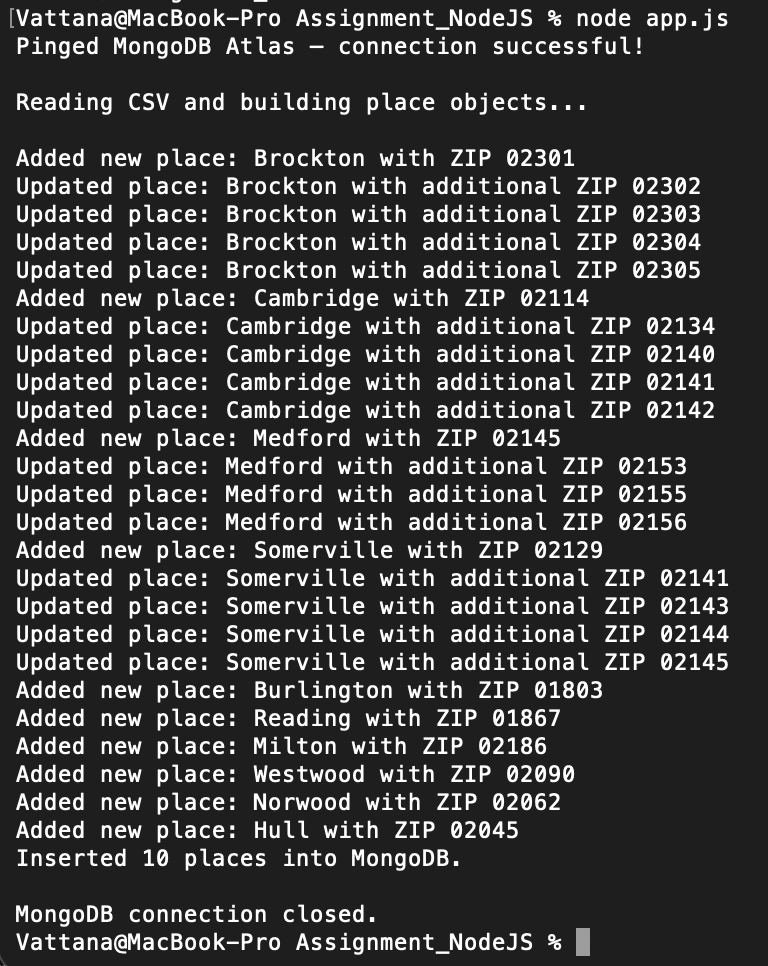 [Vattana@MacBook-Pro Assignment_NodeJS % node app.js
Pinged MongoDB Atlas — connection successful!
Reading CSV and building place objects...
Added new place: Brockton with ZIP 02301
Updated place: Brockton with additional ZIP 02302
Updated place: Brockton with additional ZIP 02303
Updated place: Brockton with additional ZIP 02304
Updated place: Brockton with additional ZIP 02305
Added new place: Cambridge with ZIP 02114
Updated place: Cambridge with additional ZIP 02134
Updated place: Cambridge with additional ZIP 02140
Updated place: Cambridge with additional ZIP 02141
Updated place: Cambridge with additional ZIP 02142
Added new place: Medford with ZIP 02145
Updated place: Medford with additional ZIP 02153
Updated place: Medford with additional ZIP 02155
Updated place: Medford with additional ZIP 02156
Added new place: Somerville with ZIP 02129
Updated place: Somerville with additional ZIP 02141
Updated place: Somerville with additional ZIP 02143
Updated place: Somerville with additional ZIP 02144
Updated place: Somerville with additional ZIP 02145
Added new place: Burlington with ZIP 01803
Added new place: Reading with ZIP 01867
Added new place: Milton with ZIP 02186
Added new place: Westwood with ZIP 02090
Added new place: Norwood with ZIP 02062
Added new place: Hull with ZIP 02045
Inserted 10 places into MongoDB.
MongoDB connection closed.
Vattana@MacBook-Pro Assignment_NodeJS %